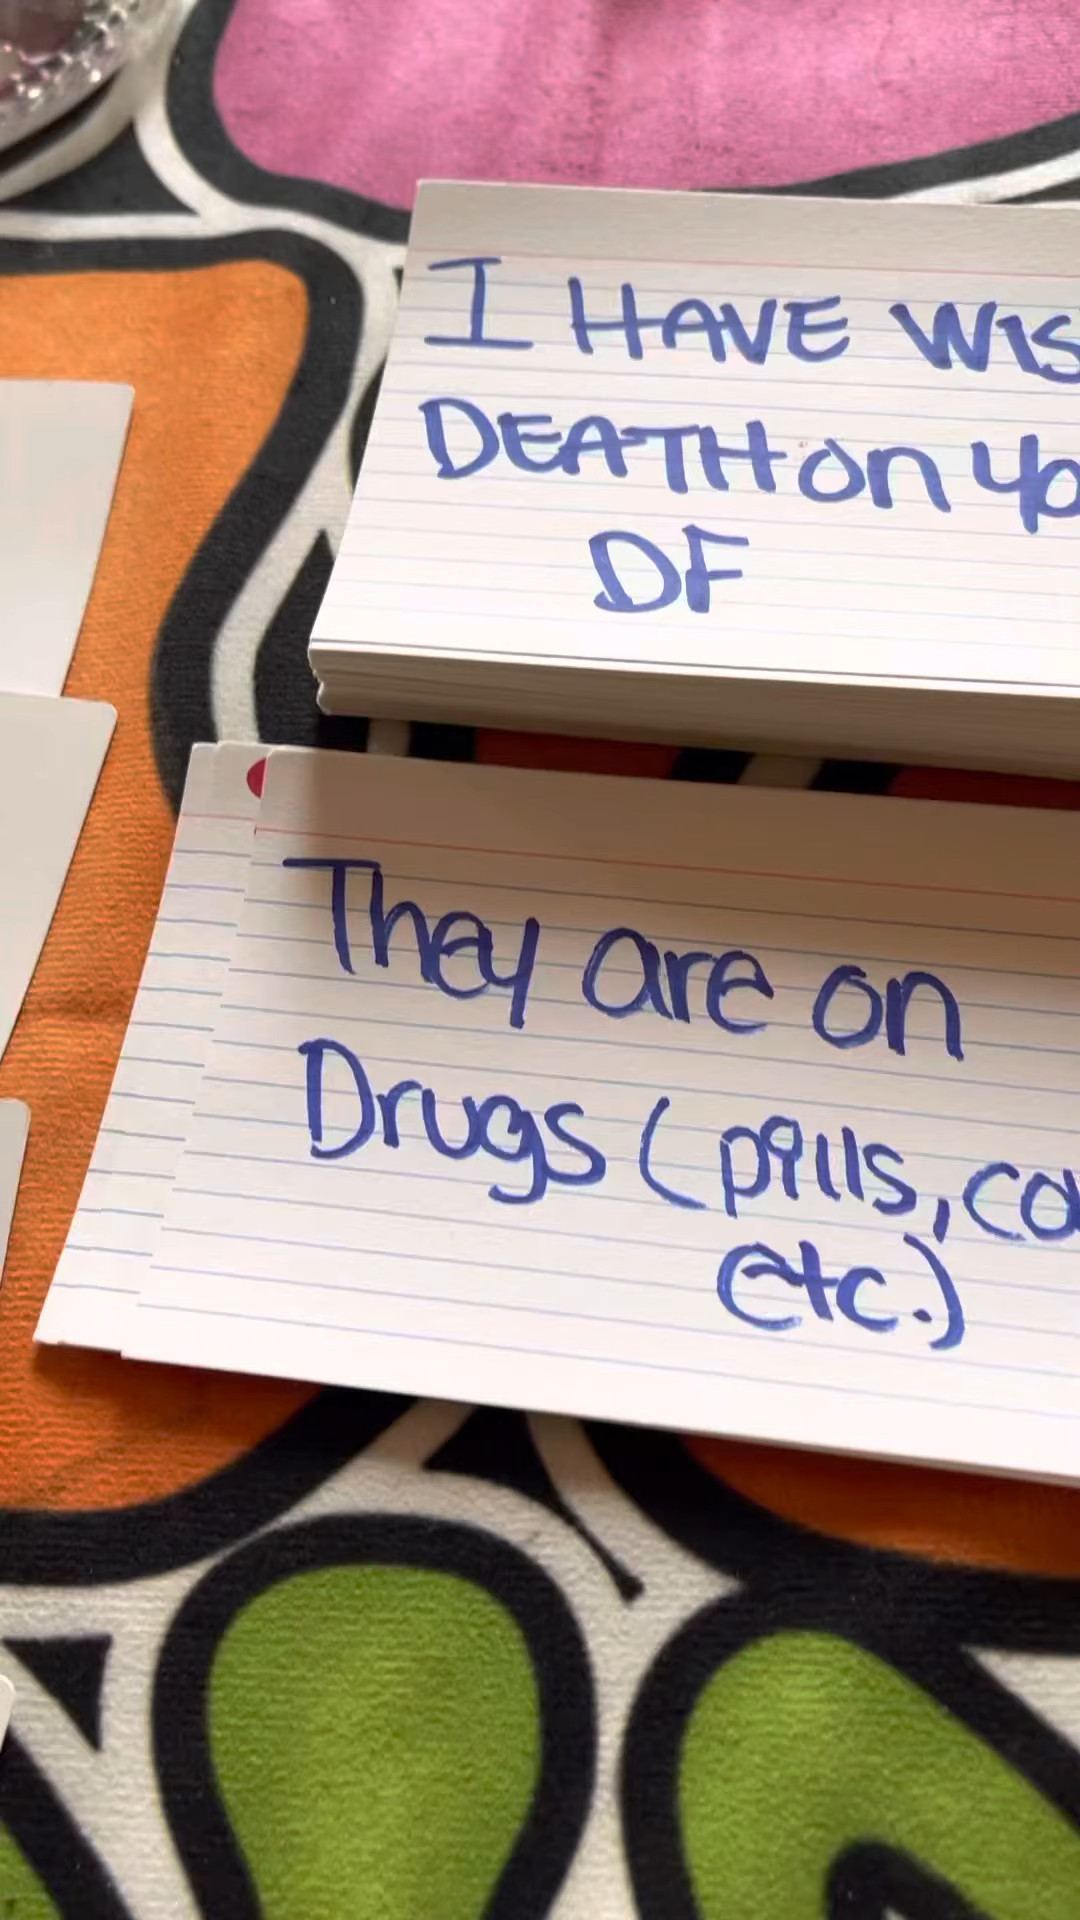 I HAVE
DEATH on
DF
They are on
Drugs (pills,
etc.)